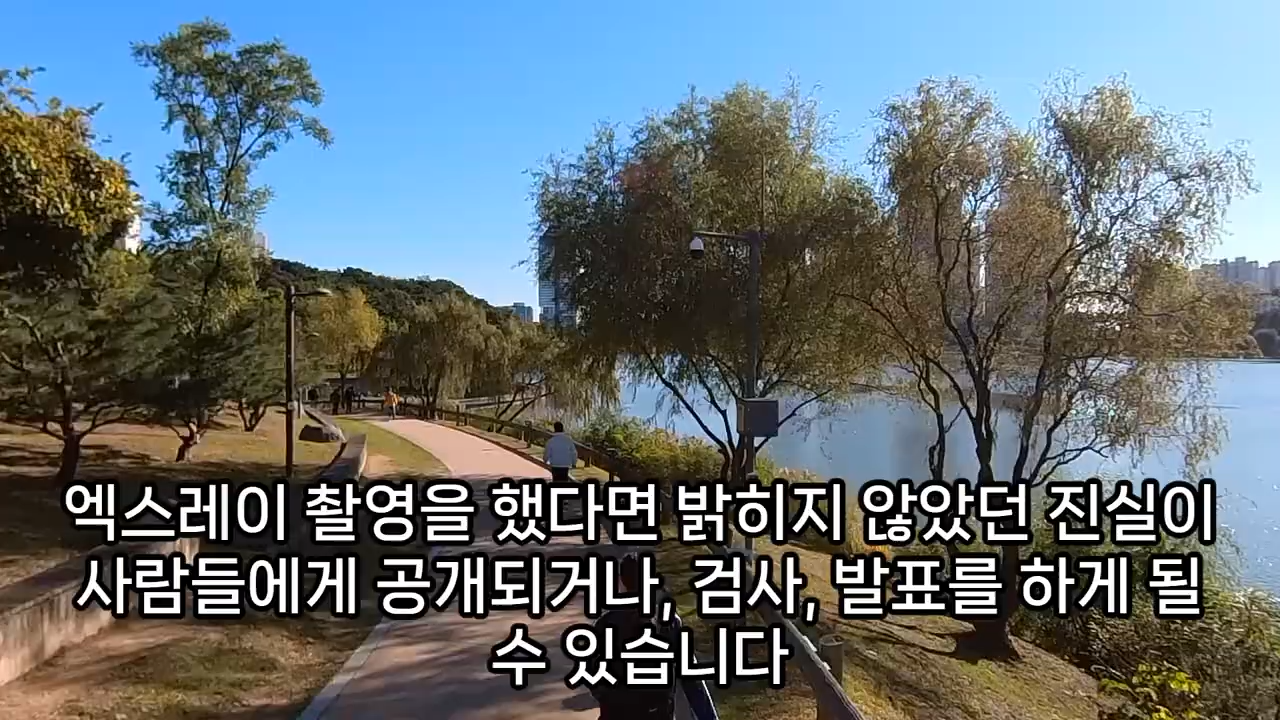 엑스레이 촬영을 했다면 밝히지 않았던 진실이
사람들에게 공개되거나, 검사, 발표를 하게 될
수 있습니다